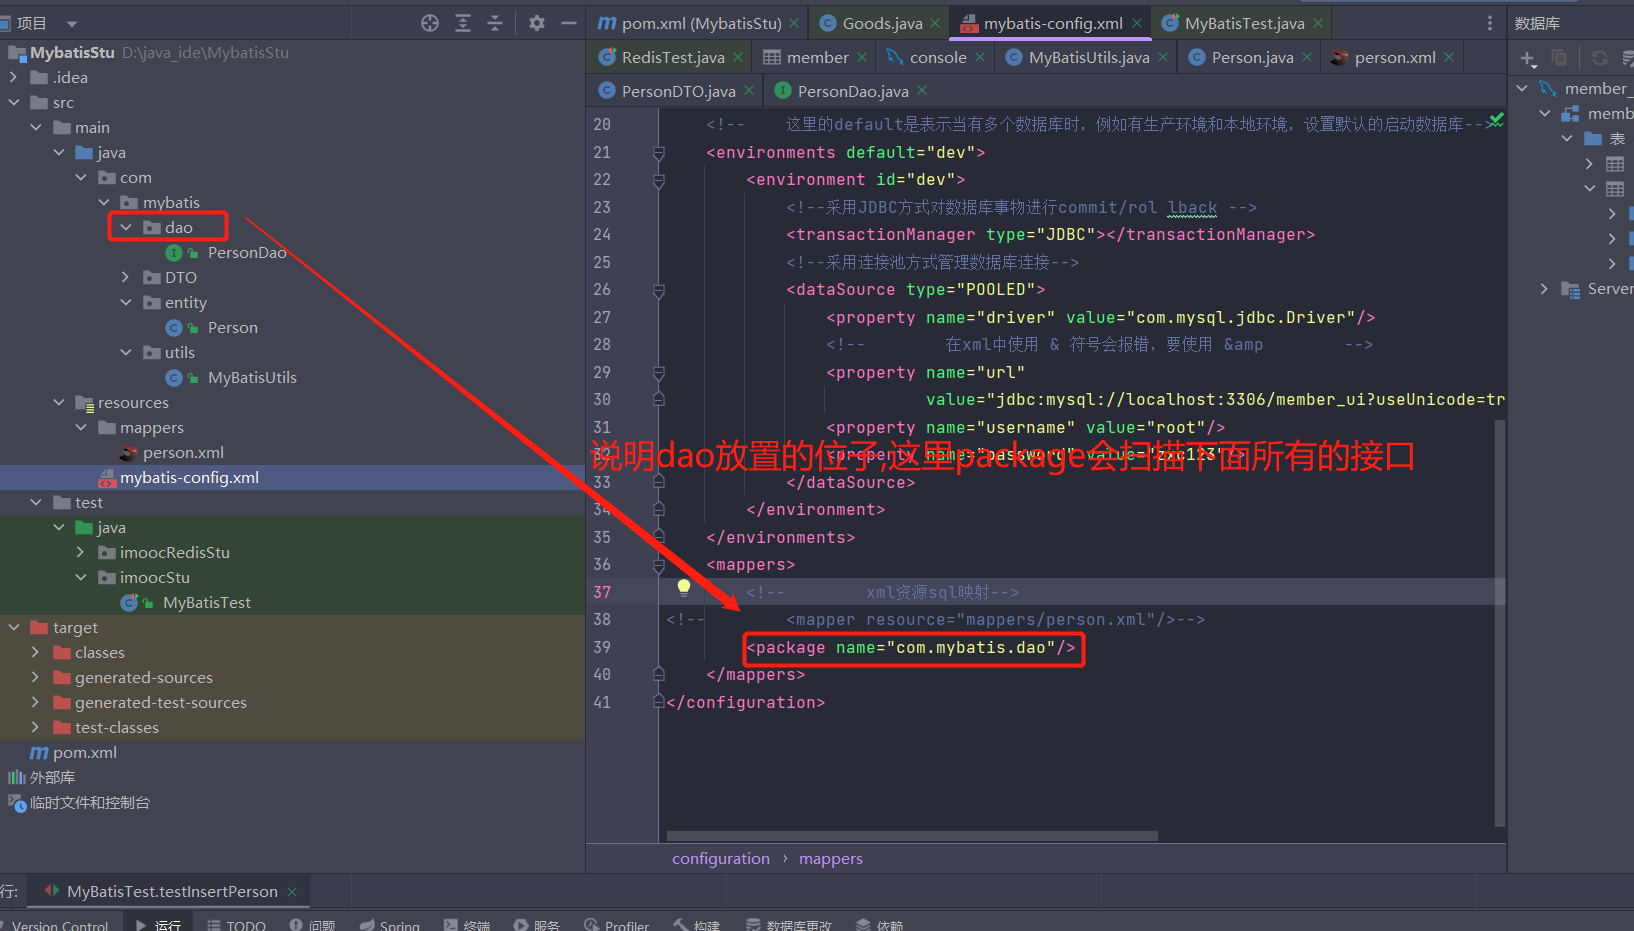 项目
pom.xml (MybatisStu)
Goods.java
mybatis-config.xml
MyBatisTest.java
数据库
MybatisStu D:\java_ide\MybatisStu
RedisTest.java
member
console
MyBatisUtils.java
Person.java
person.xml
.idea
PersonDTO.java
PersonDao.java
member_
src
memb
main
表
java
com
mybatis
dao
PersonDao
DTO
entity
Person
Server
utils
MyBatisUtils
resources
mappers
person.xml
mybatis-config.xml
test
java
imoocRedisStu
imoocStu
MyBatisTest
target
classes
generated-sources
generated-test-sources
test-classes
pom.xml
外部库
临时文件和控制台
20 <!-- 这里的default是表示当有多个数据库时，例如有生产环境和本地环境，设置默认的启动数据库-->
21 <environments default="dev">
22 <environment id="dev">
23 <!--采用JDBC方式对数据库事物进行commit/rol lback -->
24 <transactionManager type="JDBC"></transactionManager>
25 <!--采用连接池方式管理数据库连接-->
26 <dataSource type="POOLED">
27 <property name="driver" value="com.mysql.jdbc.Driver"/>
28 <!-- 在xml中使用 & 符号会报错，要使用 &amp -->
29 <property name="url"
30 value="jdbc:mysql://localhost:3306/member_ui?useUnicode=tr
31 <property name="username" value="root"/>
说明dao放置的位子,这里package会扫描下面所有的接口
32 <property name="password" value="zxc123"/>
33 </dataSource>
34 </environment>
35 </environments>
36 <mappers>
37 <!-- xml资源sql映射-->
38 <!-- <mapper resource="mappers/person.xml"/>-->
39 <package name="com.mybatis.dao"/>
40 </mappers>
41 </configuration>
configuration › mappers
行: MyBatisTest.testInsertPerson
Version Control
运行
TODO
问题
Spring
终端
服务
Profiler
构建
数据库更改
依赖